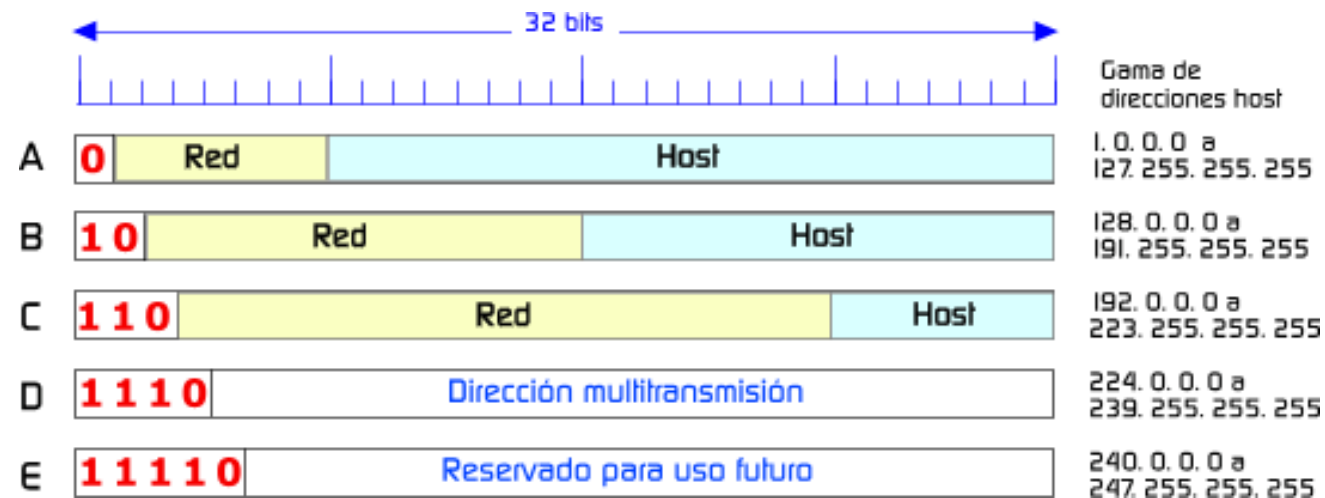 32 bits
Gama de
direcciones host
A
0
Red
Host
1. 0. 0. 0 a
127. 255. 255. 255
B
1 0
Red
Host
128. 0. 0. 0 a
191. 255. 255. 255
C
1 1 0
Red
Host
192. 0. 0. 0 a
223. 255. 255. 255
D
1 1 1 0
Dirección multitransmisión
224. 0. 0. 0 a
239. 255. 255. 255
E
1 1 1 1 0
Reservado para uso futuro
240. 0. 0. 0 a
247. 255. 255. 255